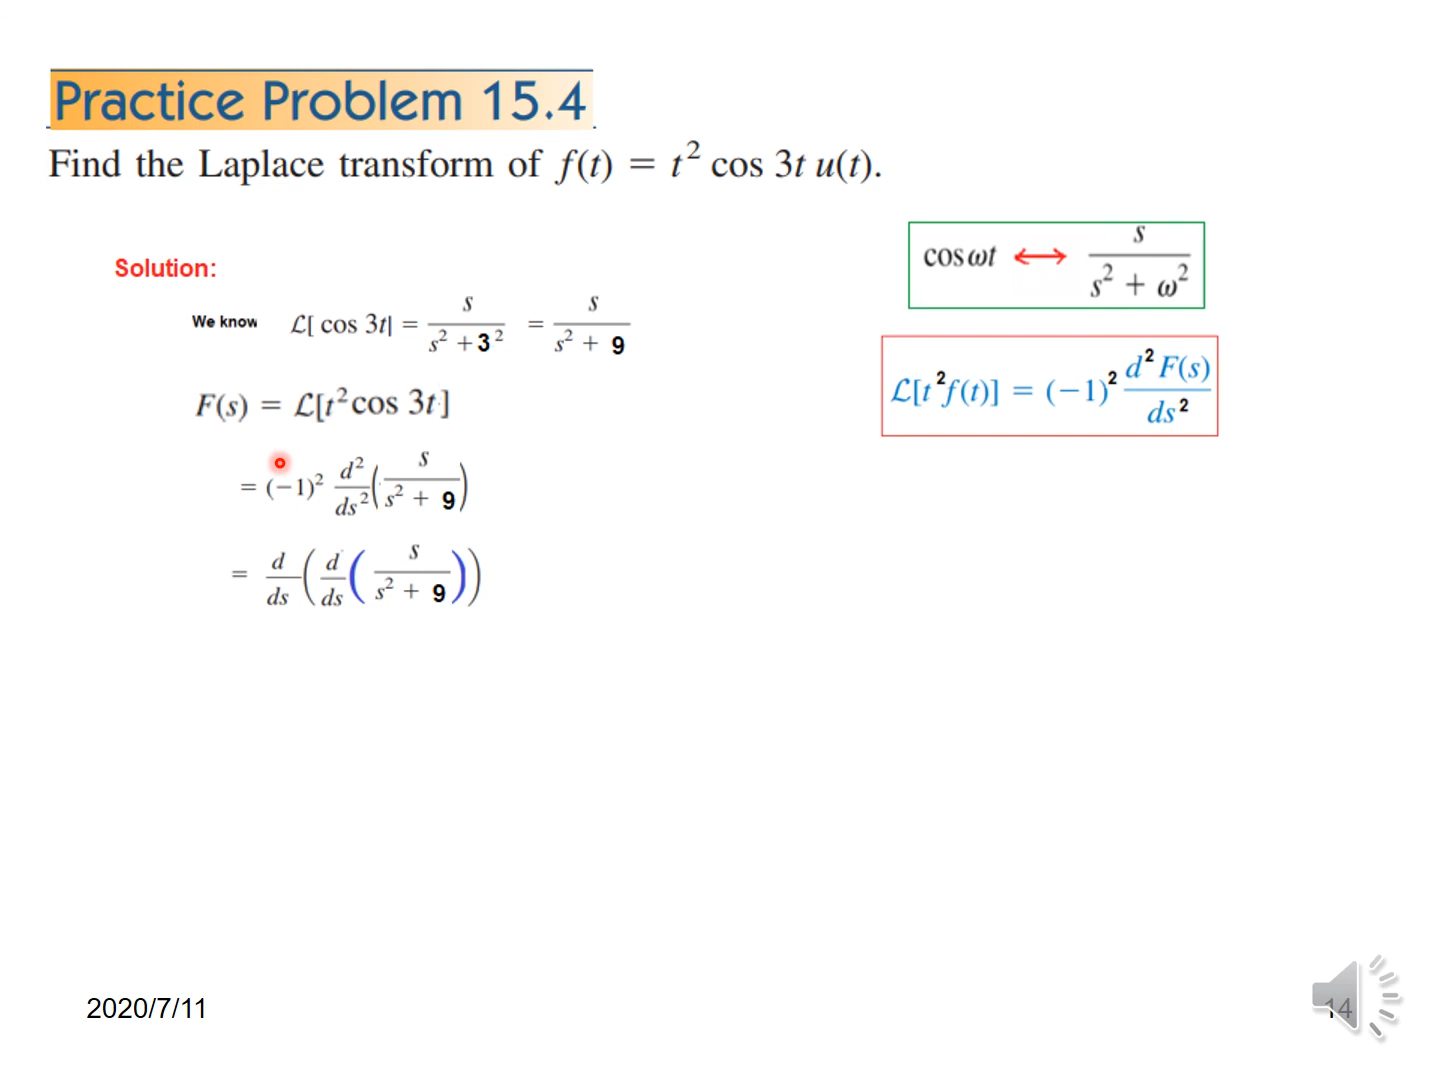 Practice Problem 15.4
Find the Laplace transform of f(t) = t² cos 3t u(t).
Solution:
cos ωt ↔ s / (s² + ω²)
We know ℒ[ cos 3t] = s / (s² + 3²) = s / (s² + 9)
ℒ[t²f(t)] = (−1)² d²F(s) / ds²
F(s) = ℒ[t² cos 3t]
= (−1)² d²/ds² (s / (s² + 9))
= d/ds (d/ds (s / (s² + 9)))
2020/7/11
14